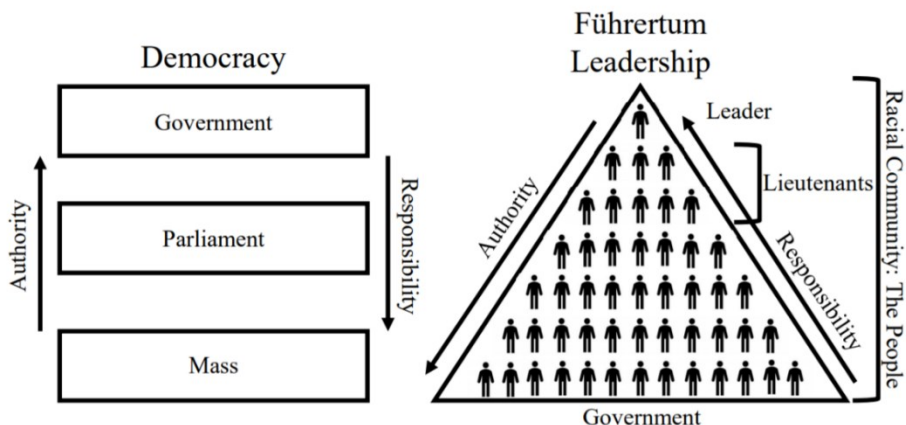 Democracy
Government
Parliament
Mass
Authority
Responsibility
Führertum
Leadership
Leader
Lieutenants
Authority
Responsibility
Racial Community: The People
Government